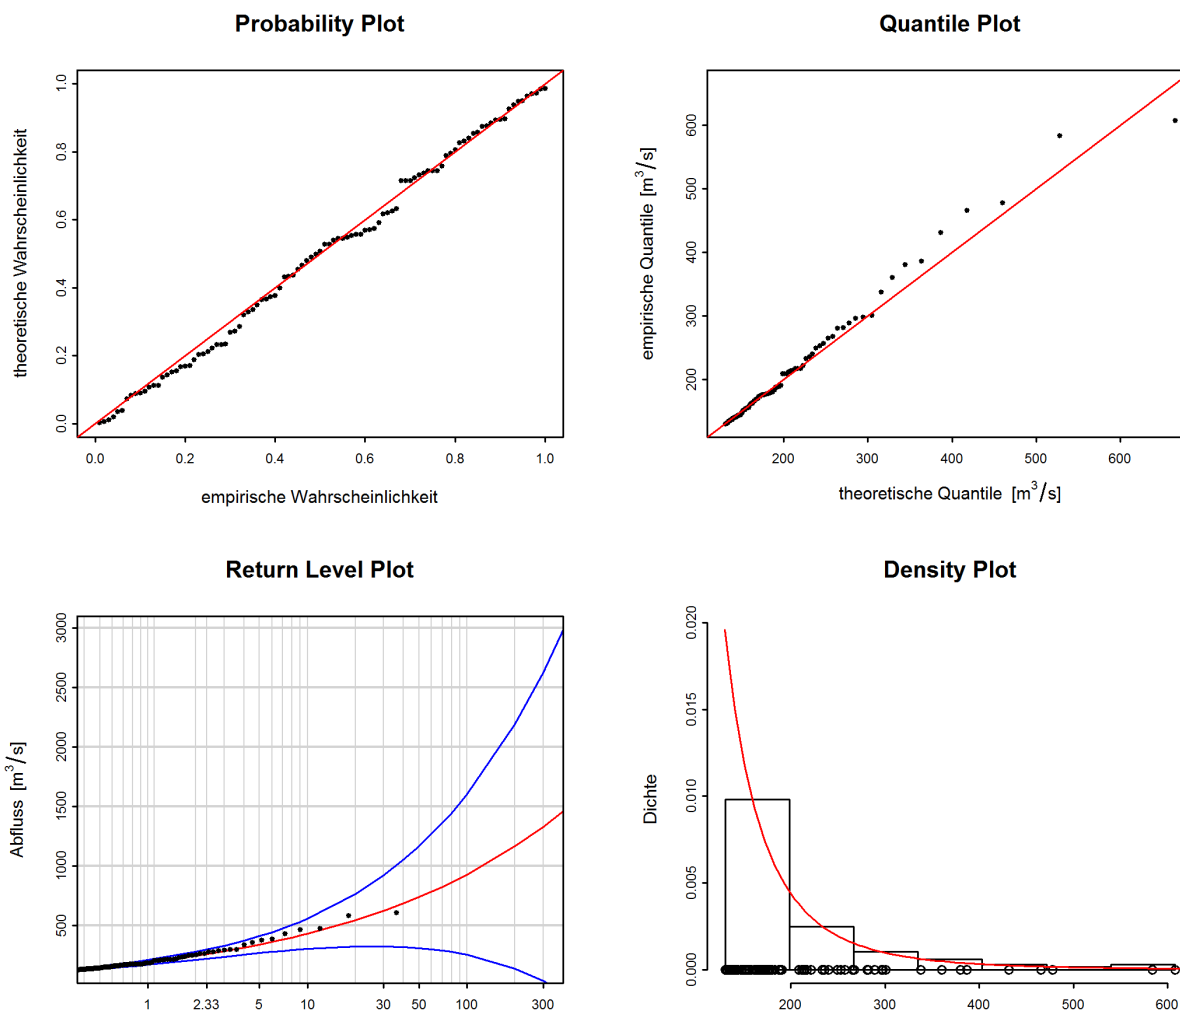 Probability Plot
theoretische Wahrscheinlichkeit
0.0 0.2 0.4 0.6 0.8 1.0
0.0 0.2 0.4 0.6 0.8 1.0
empirische Wahrscheinlichkeit
Quantile Plot
empirische Quantile [m³/s]
200 300 400 500 600
200 300 400 500 600
theoretische Quantile [m³/s]
Return Level Plot
Abfluss [m³/s]
500 1000 1500 2000 2500 3000
1 2.33 5 10 30 50 100 300
Density Plot
Dichte
0.000 0.005 0.010 0.015 0.020
200 300 400 500 600